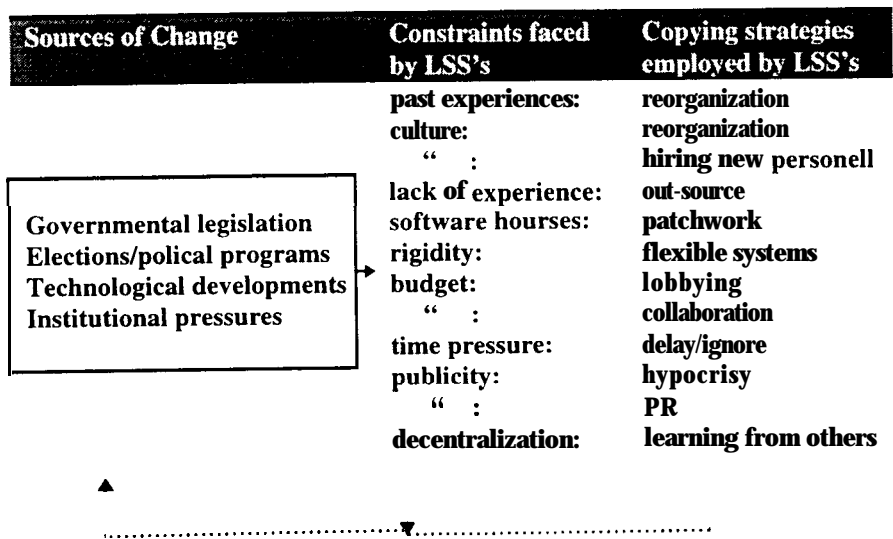 Sources of Change
Constraints faced by LSS's
Copying strategies employed by LSS's
Governmental legislation
Elections/polical programs
Technological developments
Institutional pressures
past experiences: reorganization
culture: reorganization
“ : hiring new personell
lack of experience: out-source
software hourses: patchwork
rigidity: flexible systems
budget: lobbying
“ : collaboration
time pressure: delay/ignore
publicity: hypocrisy
“ : PR
decentralization: learning from others